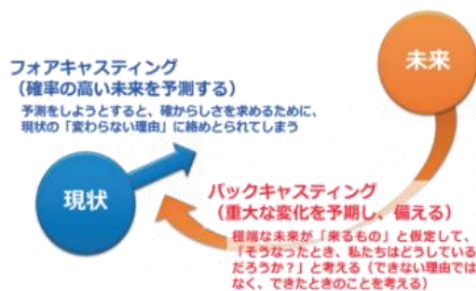 未来
フォアキャスティング
（確率の高い未来を予測する）
予測をしようとすると、確からしさを求めるために、
現状の「変わらない理由」に絡めとられてしまう
現状
バックキャスティング
（重大な変化を予期し、備える）
極端な未来が「来るもの」と仮定して、
「そうなったとき、私たちはどうしている
だろうか？」と考える（できない理由では
なく、できたときのことを考える）